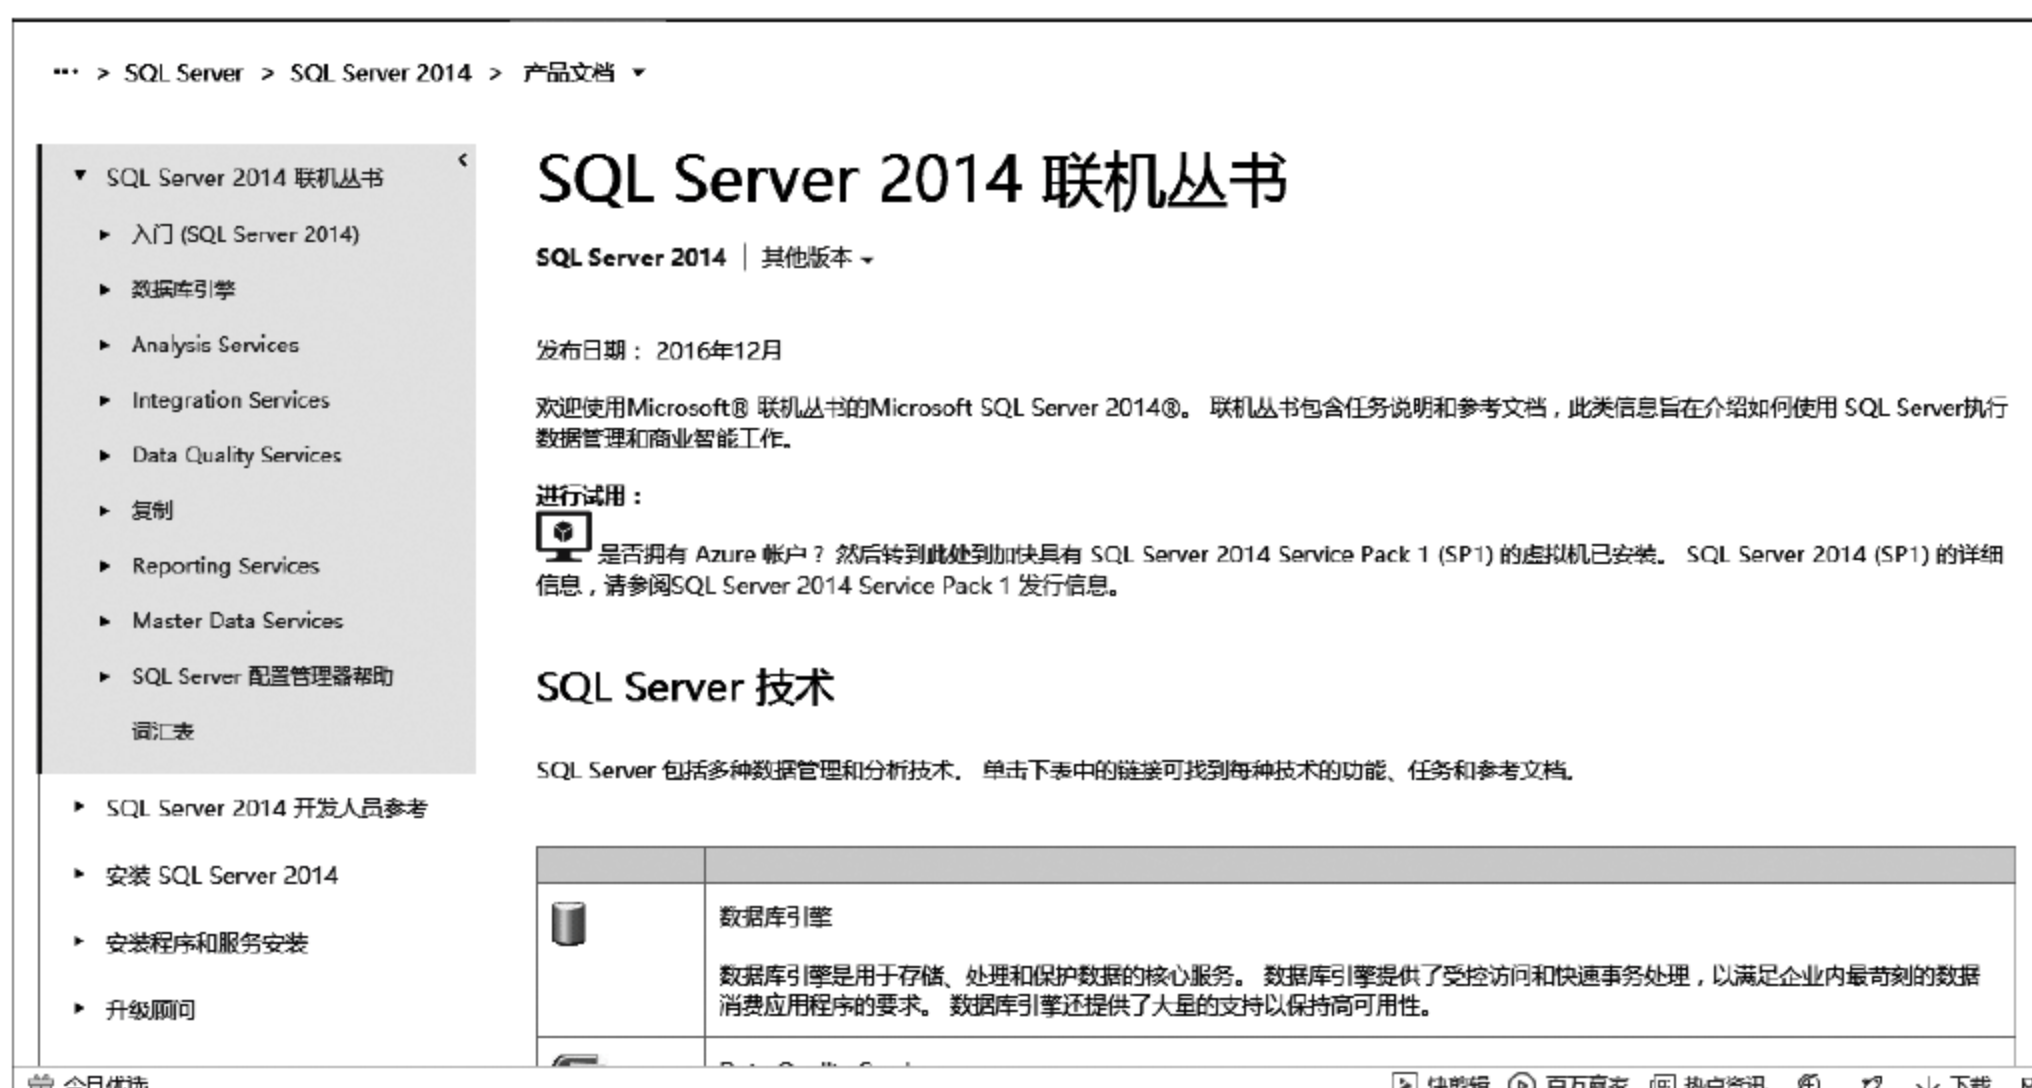 ··· > SQL Server > SQL Server 2014 > 产品文档
SQL Server 2014 联机丛书
入门 (SQL Server 2014)
数据库引擎
Analysis Services
Integration Services
Data Quality Services
复制
Reporting Services
Master Data Services
SQL Server 配置管理器帮助
词汇表
SQL Server 2014 开发人员参考
安装 SQL Server 2014
安装程序和服务安装
升级顾问
SQL Server 2014 联机丛书
SQL Server 2014 | 其他版本
发布日期： 2016年12月
欢迎使用Microsoft® 联机丛书的Microsoft SQL Server 2014®。 联机丛书包含任务说明和参考文档，此类信息旨在介绍如何使用 SQL Server执行
数据管理和商业智能工作。
进行试用：
是否拥有 Azure 帐户？ 然后转到此处到加快具有 SQL Server 2014 Service Pack 1 (SP1) 的虚拟机已安装。 SQL Server 2014 (SP1) 的详细
信息，请参阅SQL Server 2014 Service Pack 1 发行信息。
SQL Server 技术
SQL Server 包括多种数据管理和分析技术。 单击下表中的链接可找到每种技术的功能、任务和参考文档。
数据库引擎
数据库引擎是用于存储、处理和保护数据的核心服务。 数据库引擎提供了受控访问和快速事务处理，以满足企业内最苛刻的数据
消费应用程序的要求。 数据库引擎还提供了大量的支持以保持高可用性。
今日优选
快剪辑 百万赢家 热点资讯 下载